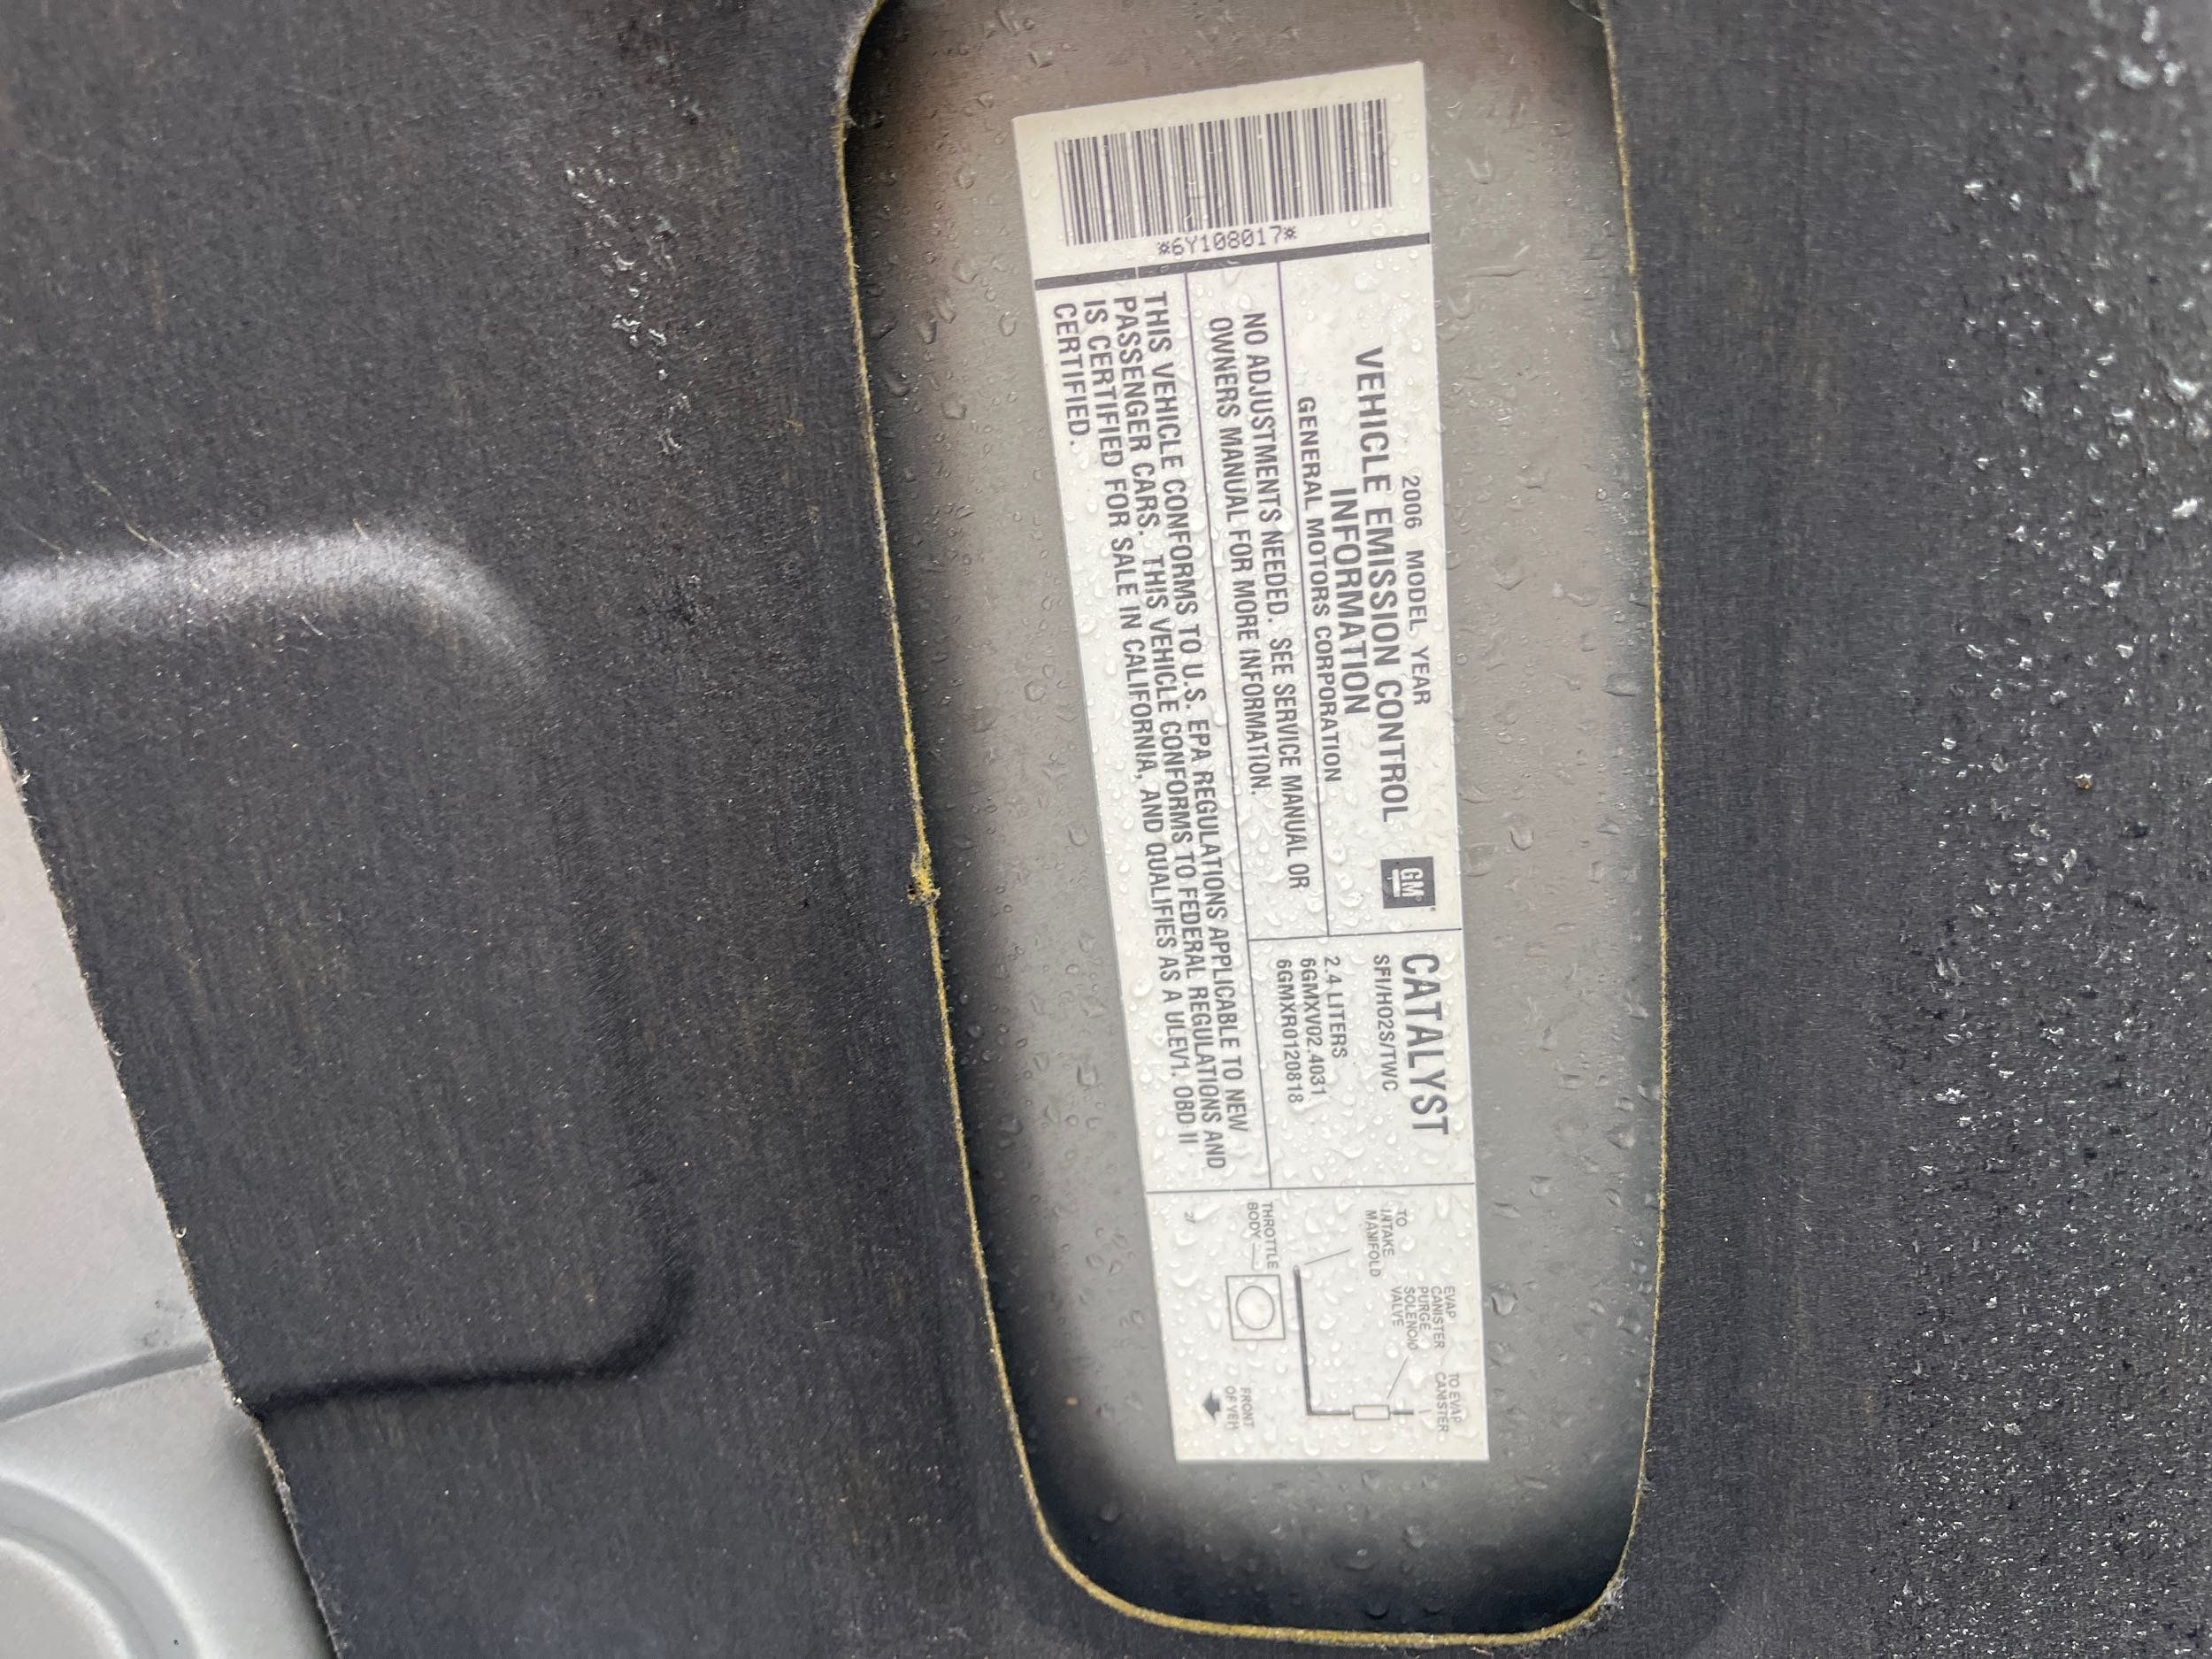 *6Y108017*
2006 MODEL YEAR
VEHICLE EMISSION CONTROL
INFORMATION
GENERAL MOTORS CORPORATION
GM
NO ADJUSTMENTS NEEDED. SEE SERVICE MANUAL OR
OWNERS MANUAL FOR MORE INFORMATION.
CATALYST
SFI/HO2S/TWC
2.4 LITERS
6GMXV02.4031
6GMXR0120818
THIS VEHICLE CONFORMS TO U.S. EPA REGULATIONS APPLICABLE TO NEW
PASSENGER CARS. THIS VEHICLE CONFORMS TO FEDERAL REGULATIONS AND
IS CERTIFIED FOR SALE IN CALIFORNIA, AND QUALIFIES AS A ULEV1. OBD II
CERTIFIED.
EVAP
CANISTER
PURGE
SOLENOID
VALVE
TO EVAP
CANISTER
TO
INTAKE
MANIFOLD
THROTTLE
BODY
FRONT
OF VEH